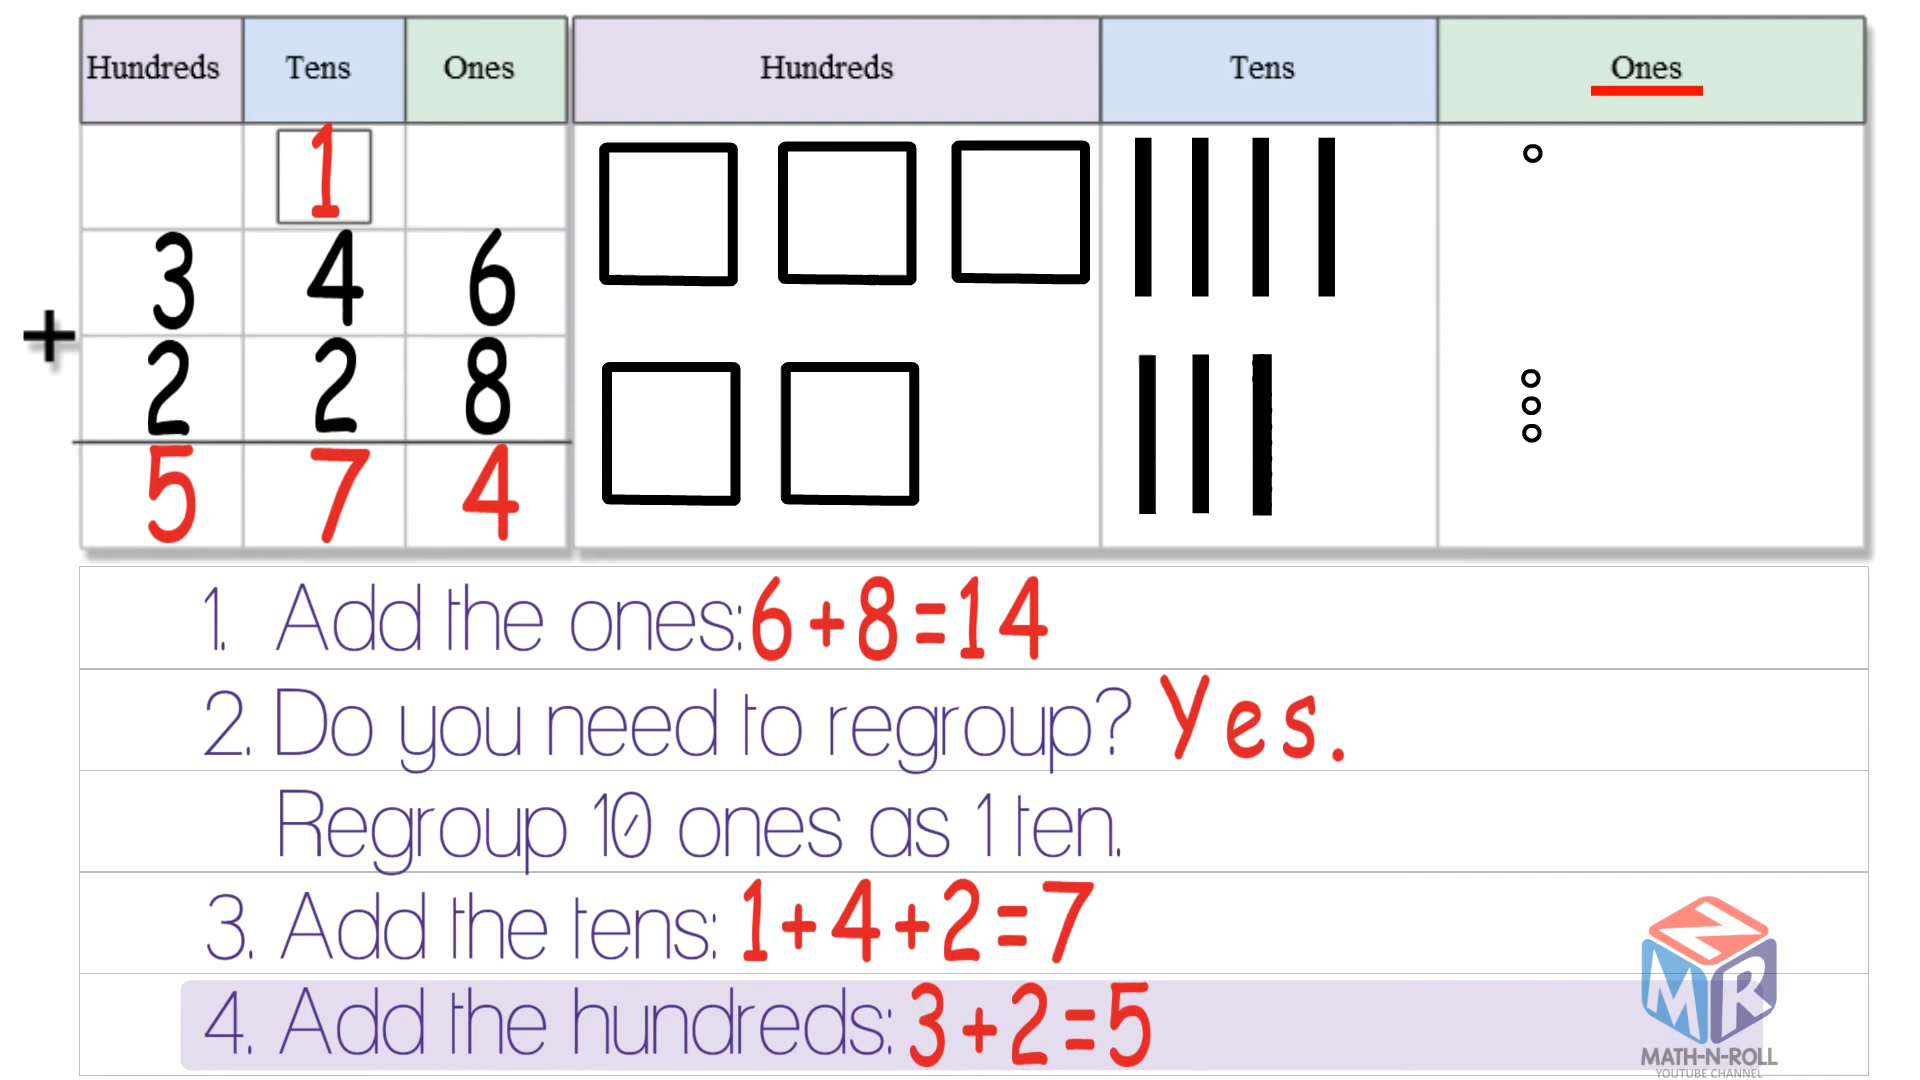 Hundreds Tens Ones Hundreds Tens Ones
1
3 4 6
+ 2 2 8
5 7 4
1. Add the ones: 6+8=14
2. Do you need to regroup? Yes.
Regroup 10 ones as 1 ten.
3. Add the tens: 1+4+2=7
4. Add the hundreds: 3+2=5
N M R
MATH-N-ROLL
YOUTUBE CHANNEL